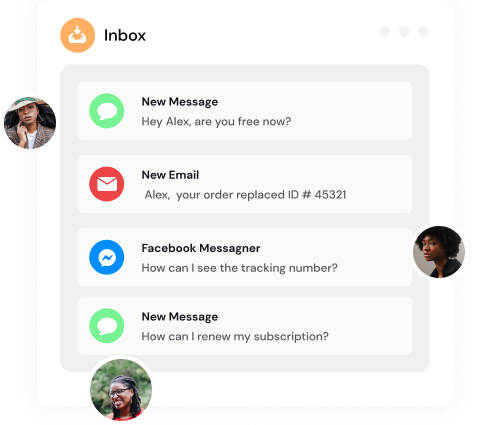 Inbox
New Message
Hey Alex, are you free now?
New Email
Alex, your order replaced ID # 45321
Facebook Messagner
How can I see the tracking number?
New Message
How can I renew my subscription?